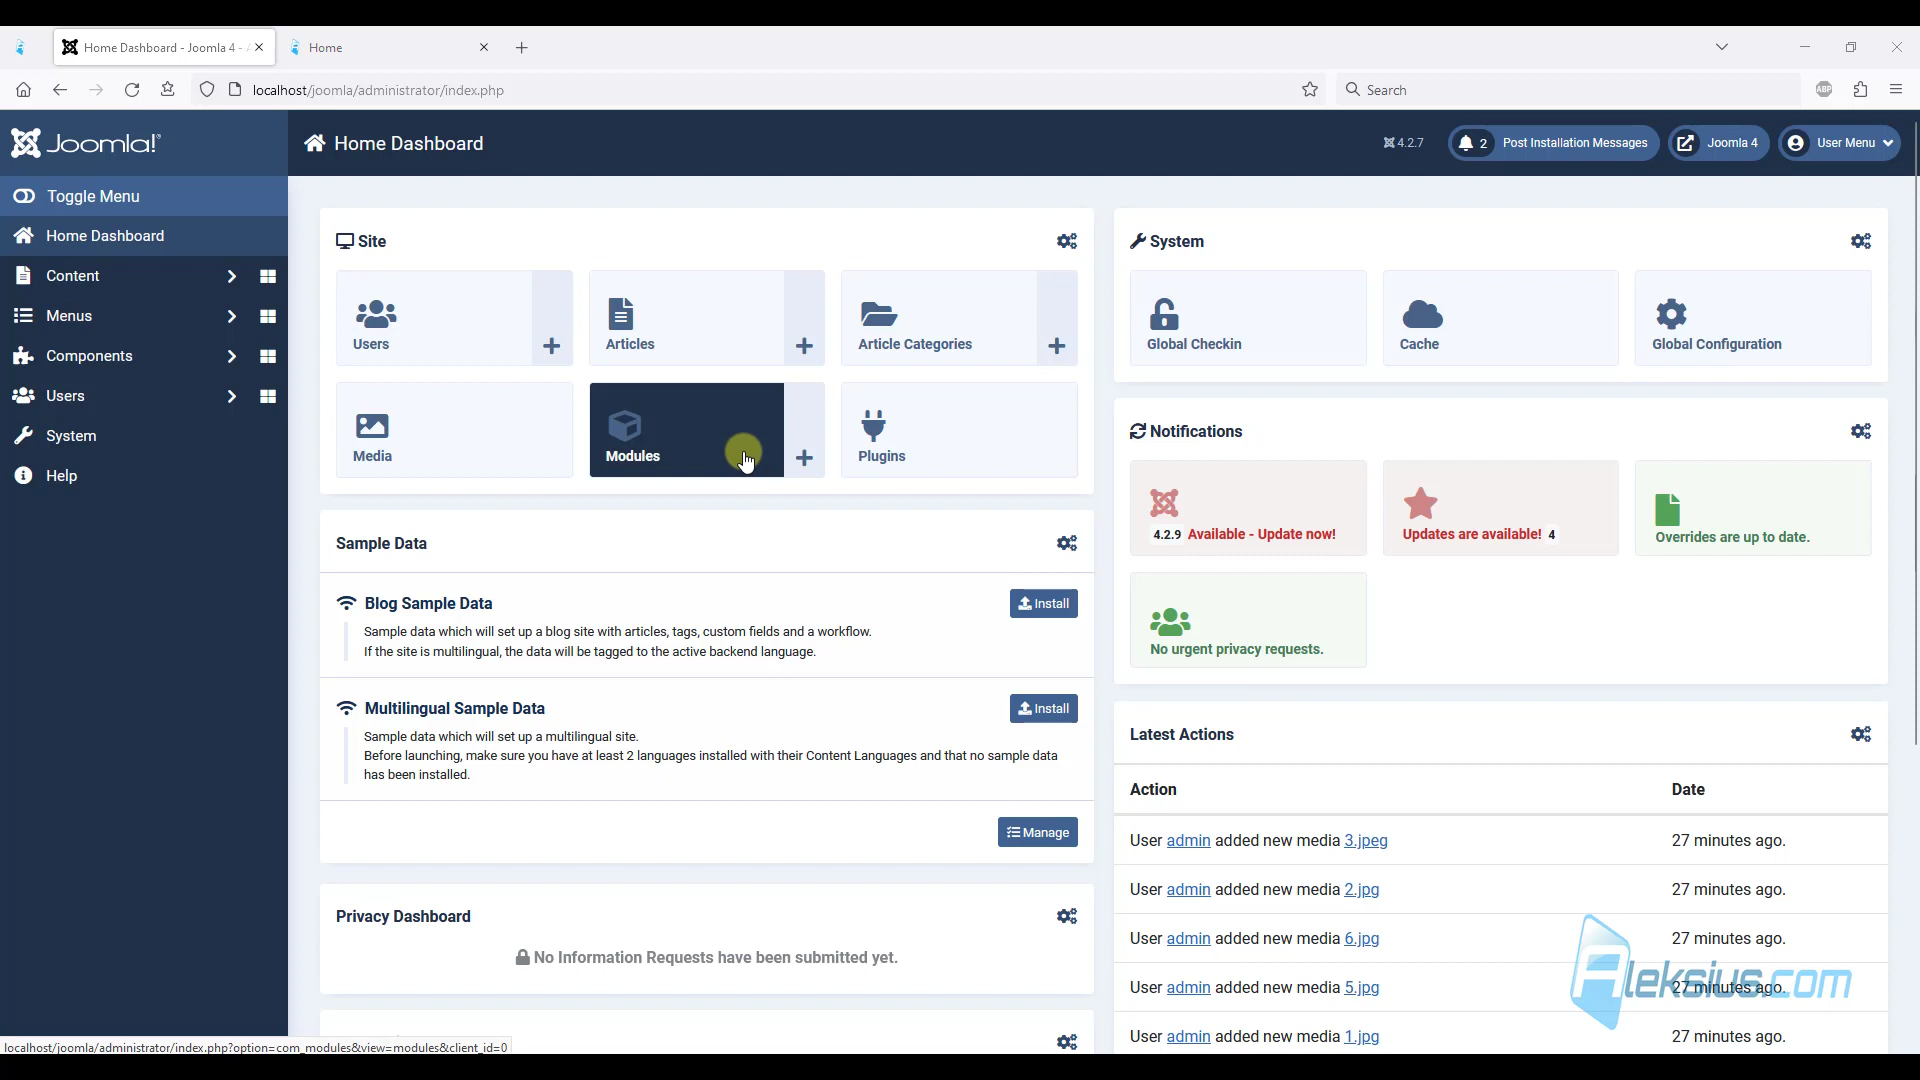 Home Dashboard - Joomla 4 -
Home
localhost/joomla/administrator/index.php
Search
ABP
Joomla!®
Home Dashboard
4.2.7
2 Post Installation Messages
Joomla 4
User Menu
Toggle Menu
Home Dashboard
Content
Menus
Components
Users
System
Help
Site
Users
Articles
Article Categories
Media
Modules
Plugins
Sample Data
Blog Sample Data
Install
Sample data which will set up a blog site with articles, tags, custom fields and a workflow.
If the site is multilingual, the data will be tagged to the active backend language.
Multilingual Sample Data
Install
Sample data which will set up a multilingual site.
Before launching, make sure you have at least 2 languages installed with their Content Languages and that no sample data
has been installed.
Manage
Privacy Dashboard
No Information Requests have been submitted yet.
System
Global Checkin
Cache
Global Configuration
Notifications
4.2.9 Available - Update now!
Updates are available! 4
Overrides are up to date.
No urgent privacy requests.
Latest Actions
Action Date
User admin added new media 3.jpeg 27 minutes ago.
User admin added new media 2.jpg 27 minutes ago.
User admin added new media 6.jpg 27 minutes ago.
User admin added new media 5.jpg 27 minutes ago.
User admin added new media 1.jpg 27 minutes ago.
Aleksius.com
localhost/joomla/administrator/index.php?option=com_modules&view=modules&client_id=0